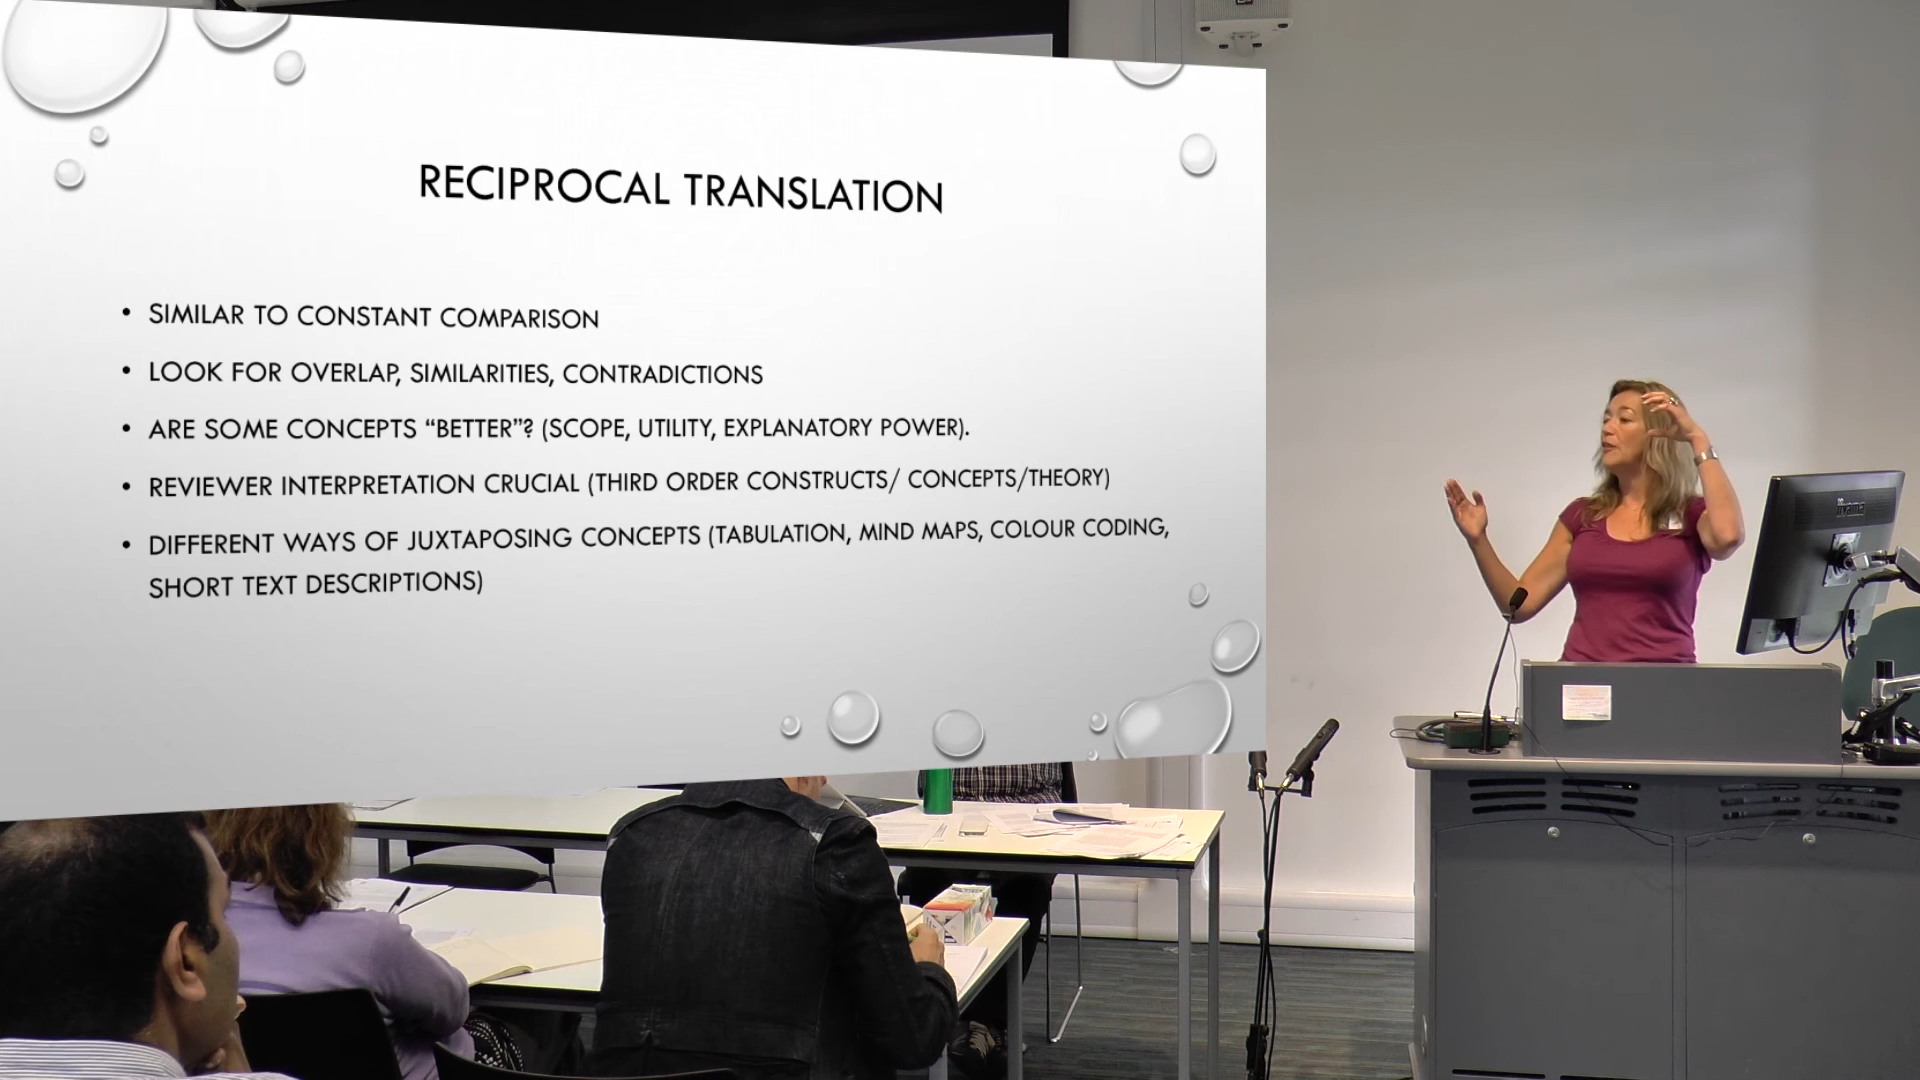 RECIPROCAL TRANSLATION
• SIMILAR TO CONSTANT COMPARISON
• LOOK FOR OVERLAP, SIMILARITIES, CONTRADICTIONS
• ARE SOME CONCEPTS “BETTER”? (SCOPE, UTILITY, EXPLANATORY POWER).
• REVIEWER INTERPRETATION CRUCIAL (THIRD ORDER CONSTRUCTS/ CONCEPTS/THEORY)
• DIFFERENT WAYS OF JUXTAPOSING CONCEPTS (TABULATION, MIND MAPS, COLOUR CODING,
SHORT TEXT DESCRIPTIONS)